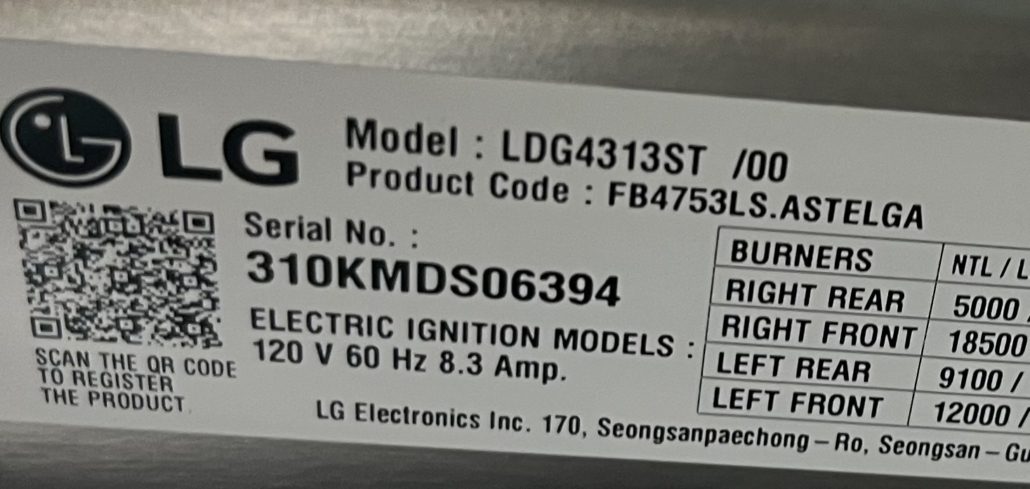 LG
Model : LDG4313ST /00
Product Code : FB4753LS.ASTELGA
Serial No. :
310KMDS06394
ELECTRIC IGNITION MODELS :
120 V 60 Hz 8.3 Amp.
SCAN THE QR CODE
TO REGISTER
THE PRODUCT
BURNERS NTL / L
RIGHT REAR 5000 /
RIGHT FRONT 18500
LEFT REAR 9100 /
LEFT FRONT 12000 /
LG Electronics Inc. 170, Seongsanpaechong – Ro, Seongsan – Gu